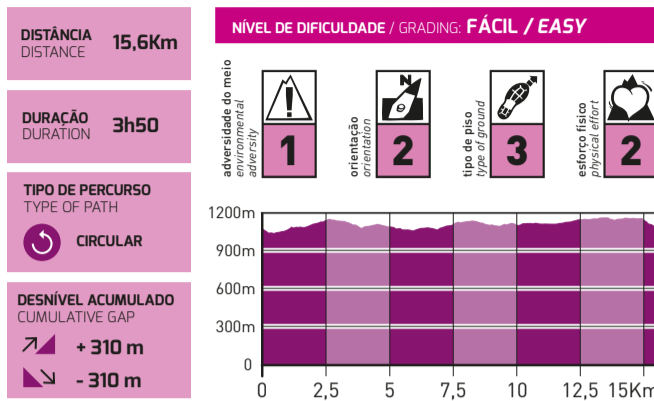 DISTÂNCIA
DISTANCE
15,6Km
DURAÇÃO
DURATION
3h50
TIPO DE PERCURSO
TYPE OF PATH
CIRCULAR
DESNÍVEL ACUMULADO
CUMULATIVE GAP
+ 310 m
- 310 m
NÍVEL DE DIFICULDADE / GRADING: FÁCIL / EASY
adversidade do meio
environmental
adversity
1
orientação
orientation
N
2
tipo de piso
type of ground
3
esforço físico
physical effort
2
1200m
900m
600m
300m
0
0 2,5 5 7,5 10 12,5 15Km